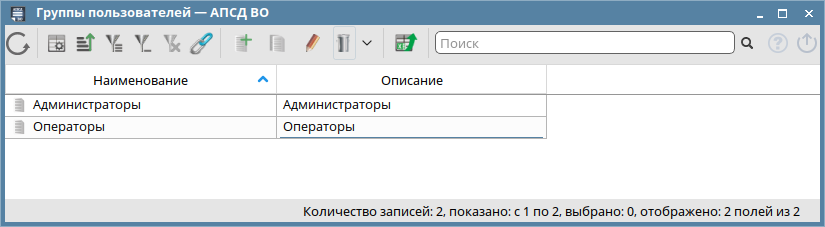 Группы пользователей — АПСД ВО
Поиск
Наименование Описание
Администраторы Администраторы
Операторы Операторы
Количество записей: 2, показано: с 1 по 2, выбрано: 0, отображено: 2 полей из 2